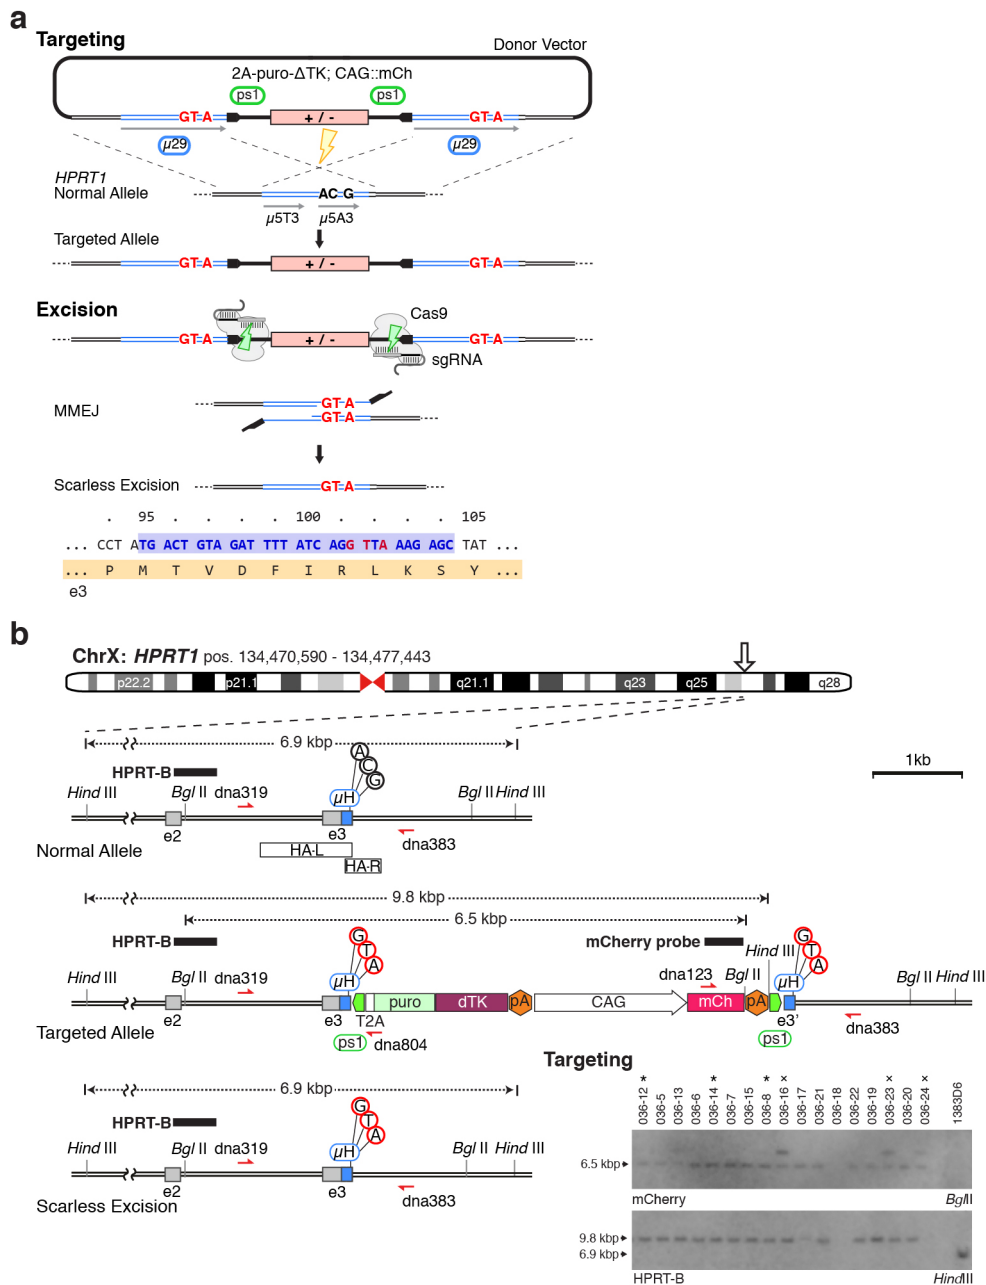 a
Targeting
Donor Vector
2A-puro-ΔTK; CAG::mCh
ps1 ps1
GT-A + / - GT-A
µ29 µ29
HPRT1
Normal Allele
AC G
µ5T3 µ5A3
Targeted Allele
GT-A + / - GT-A
Excision
Cas9
GT-A + / - GT-A
sgRNA
MMEJ
GT-A
GT-A
Scarless Excision
GT-A
. 95 . . . . 100 . . . . 105
... CCT ATG ACT GTA GAT TTT ATC AGG TTA AAG AGC TAT ...
... P M T V D F I R L K S Y ...
e3
b
ChrX: HPRT1 pos. 134,470,590 - 134,477,443
p22.2 p21.1 q21.1 q23 q25 q28
6.9 kbp
1kb
A
C
G
HPRT-B
Hind III Bgl II dna319 µH Bgl II Hind III
e2 e3 dna383
Normal Allele
HA-L
HA-R
9.8 kbp
6.5 kbp
HPRT-B
G
T
A
mCherry probe
G
T
A
Hind III
Hind III Bgl II dna319 µH dna123 Bgl II µH Bgl II Hind III
puro dTK pA CAG mCh pA
e2 e3 T2A e3' dna383
Targeted Allele
ps1 dna804 ps1
6.9 kbp
HPRT-B
G
T
A
Hind III Bgl II dna319 µH Bgl II Hind III
e2 e3 dna383
Scarless Excision
Targeting
036-12 *
036-5
036-13
036-6
036-14 *
036-7
036-15
036-8 *
036-16 ×
036-17
036-21
036-18
036-22
036-19
036-23 ×
036-20
036-24 ×
1383D6
6.5 kbp
mCherry BglII
9.8 kbp
6.9 kbp
HPRT-B HindIII